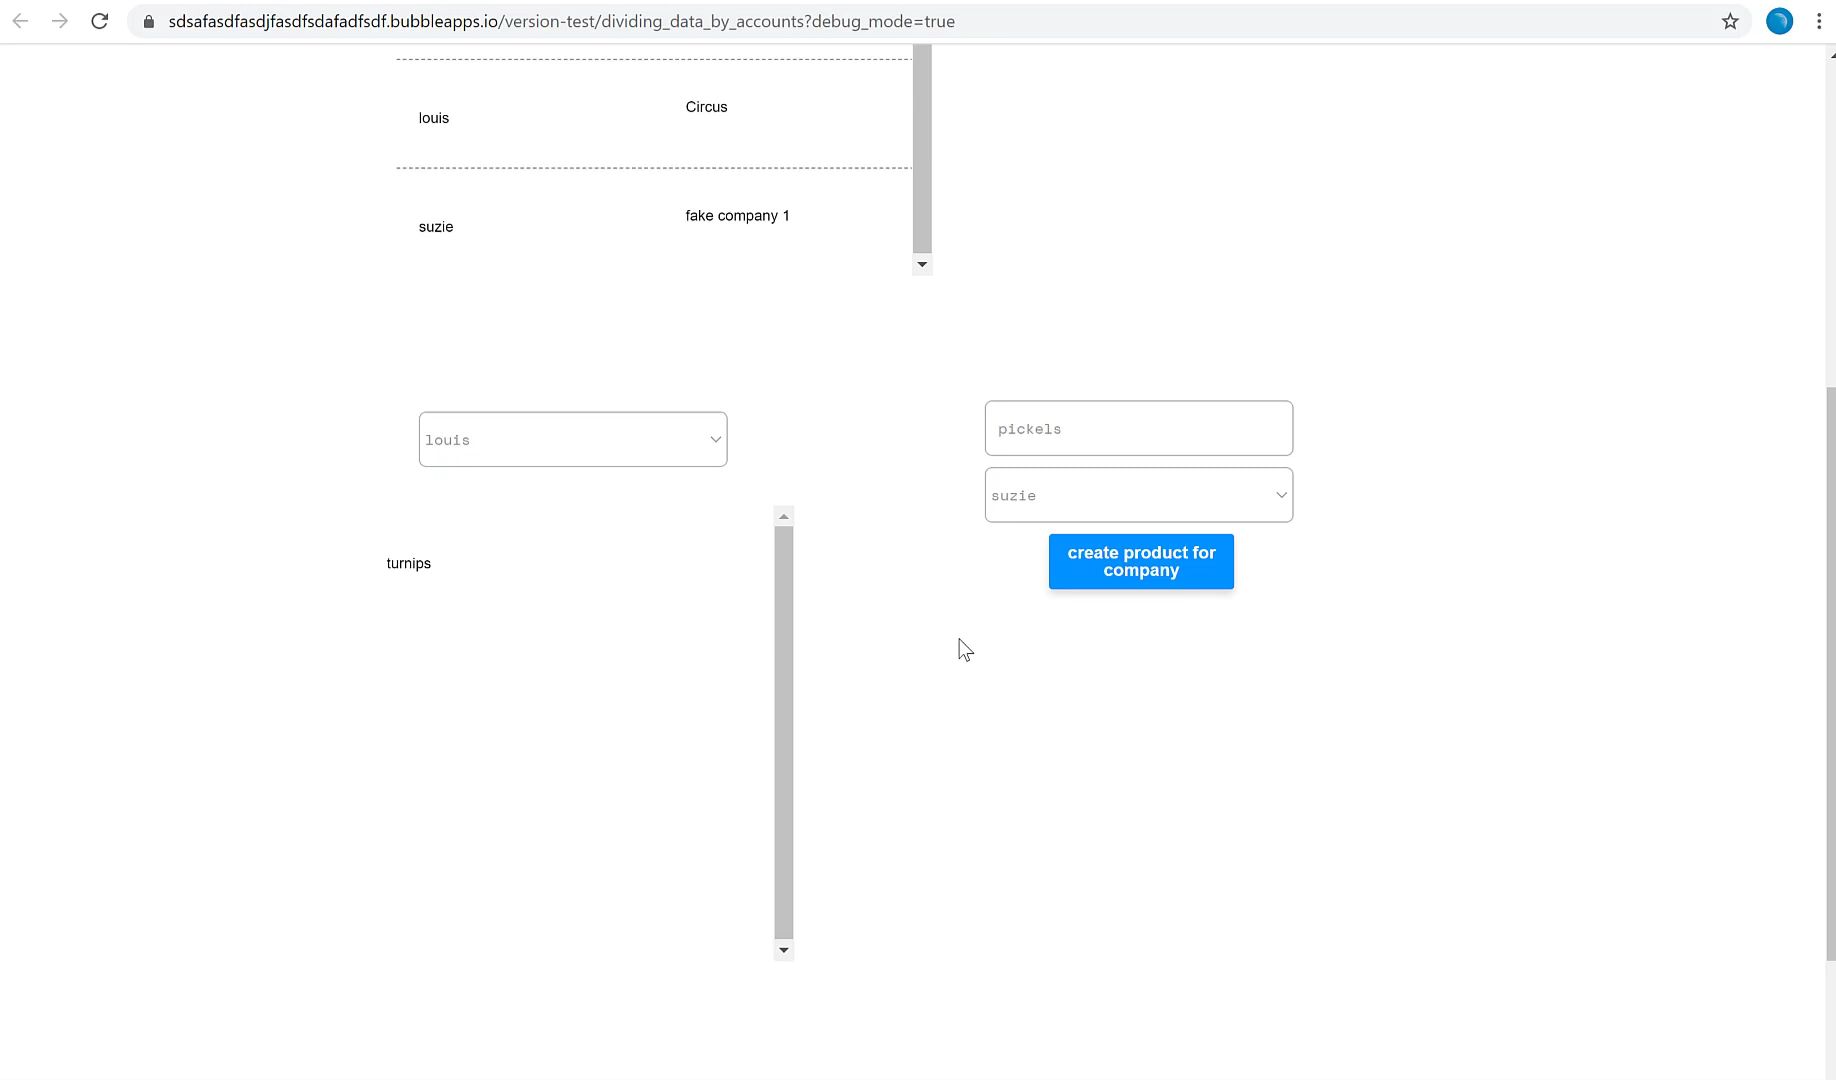 sdsafasdfasdjfasdfsdafadfsdf.bubbleapps.io/version-test/dividing_data_by_accounts?debug_mode=true
louis
Circus
suzie
fake company 1
louis
pickels
suzie
create product for
company
turnips